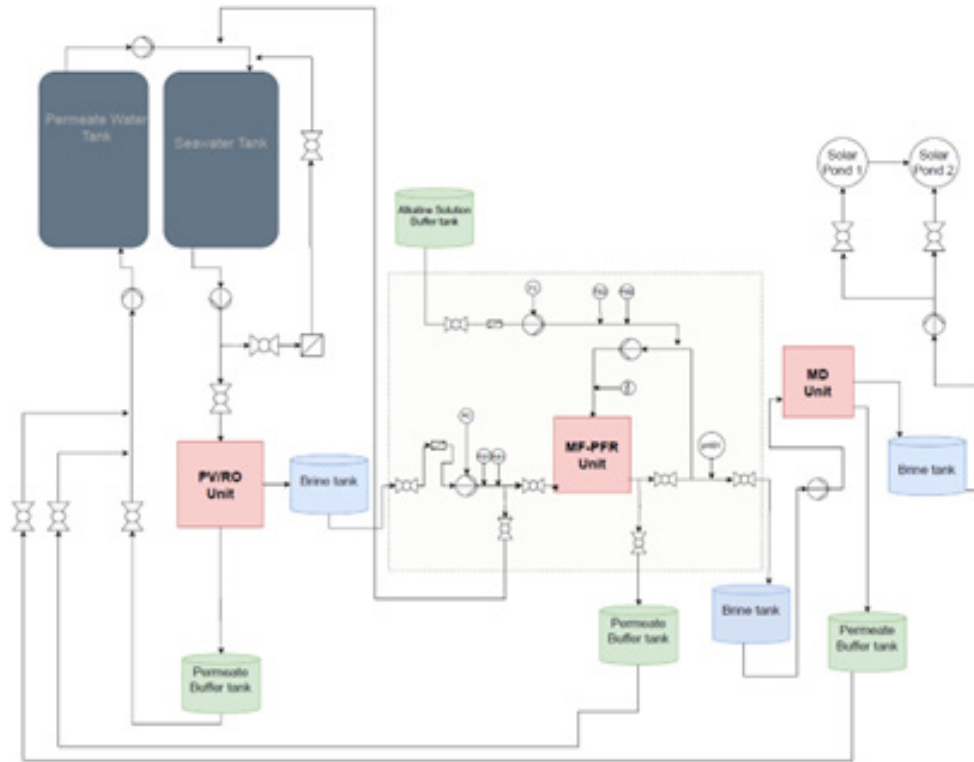 Permeate Water
Tank
Seawater Tank
Solar
Pond 1
Solar
Pond 2
Alkaline Solution
Buffer tank
MD
Unit
MF-PFR
Unit
PV/RO
Unit
Brine tank
Brine tank
Brine tank
Permeate
Buffer tank
Permeate
Buffer tank
Permeate
Buffer tank